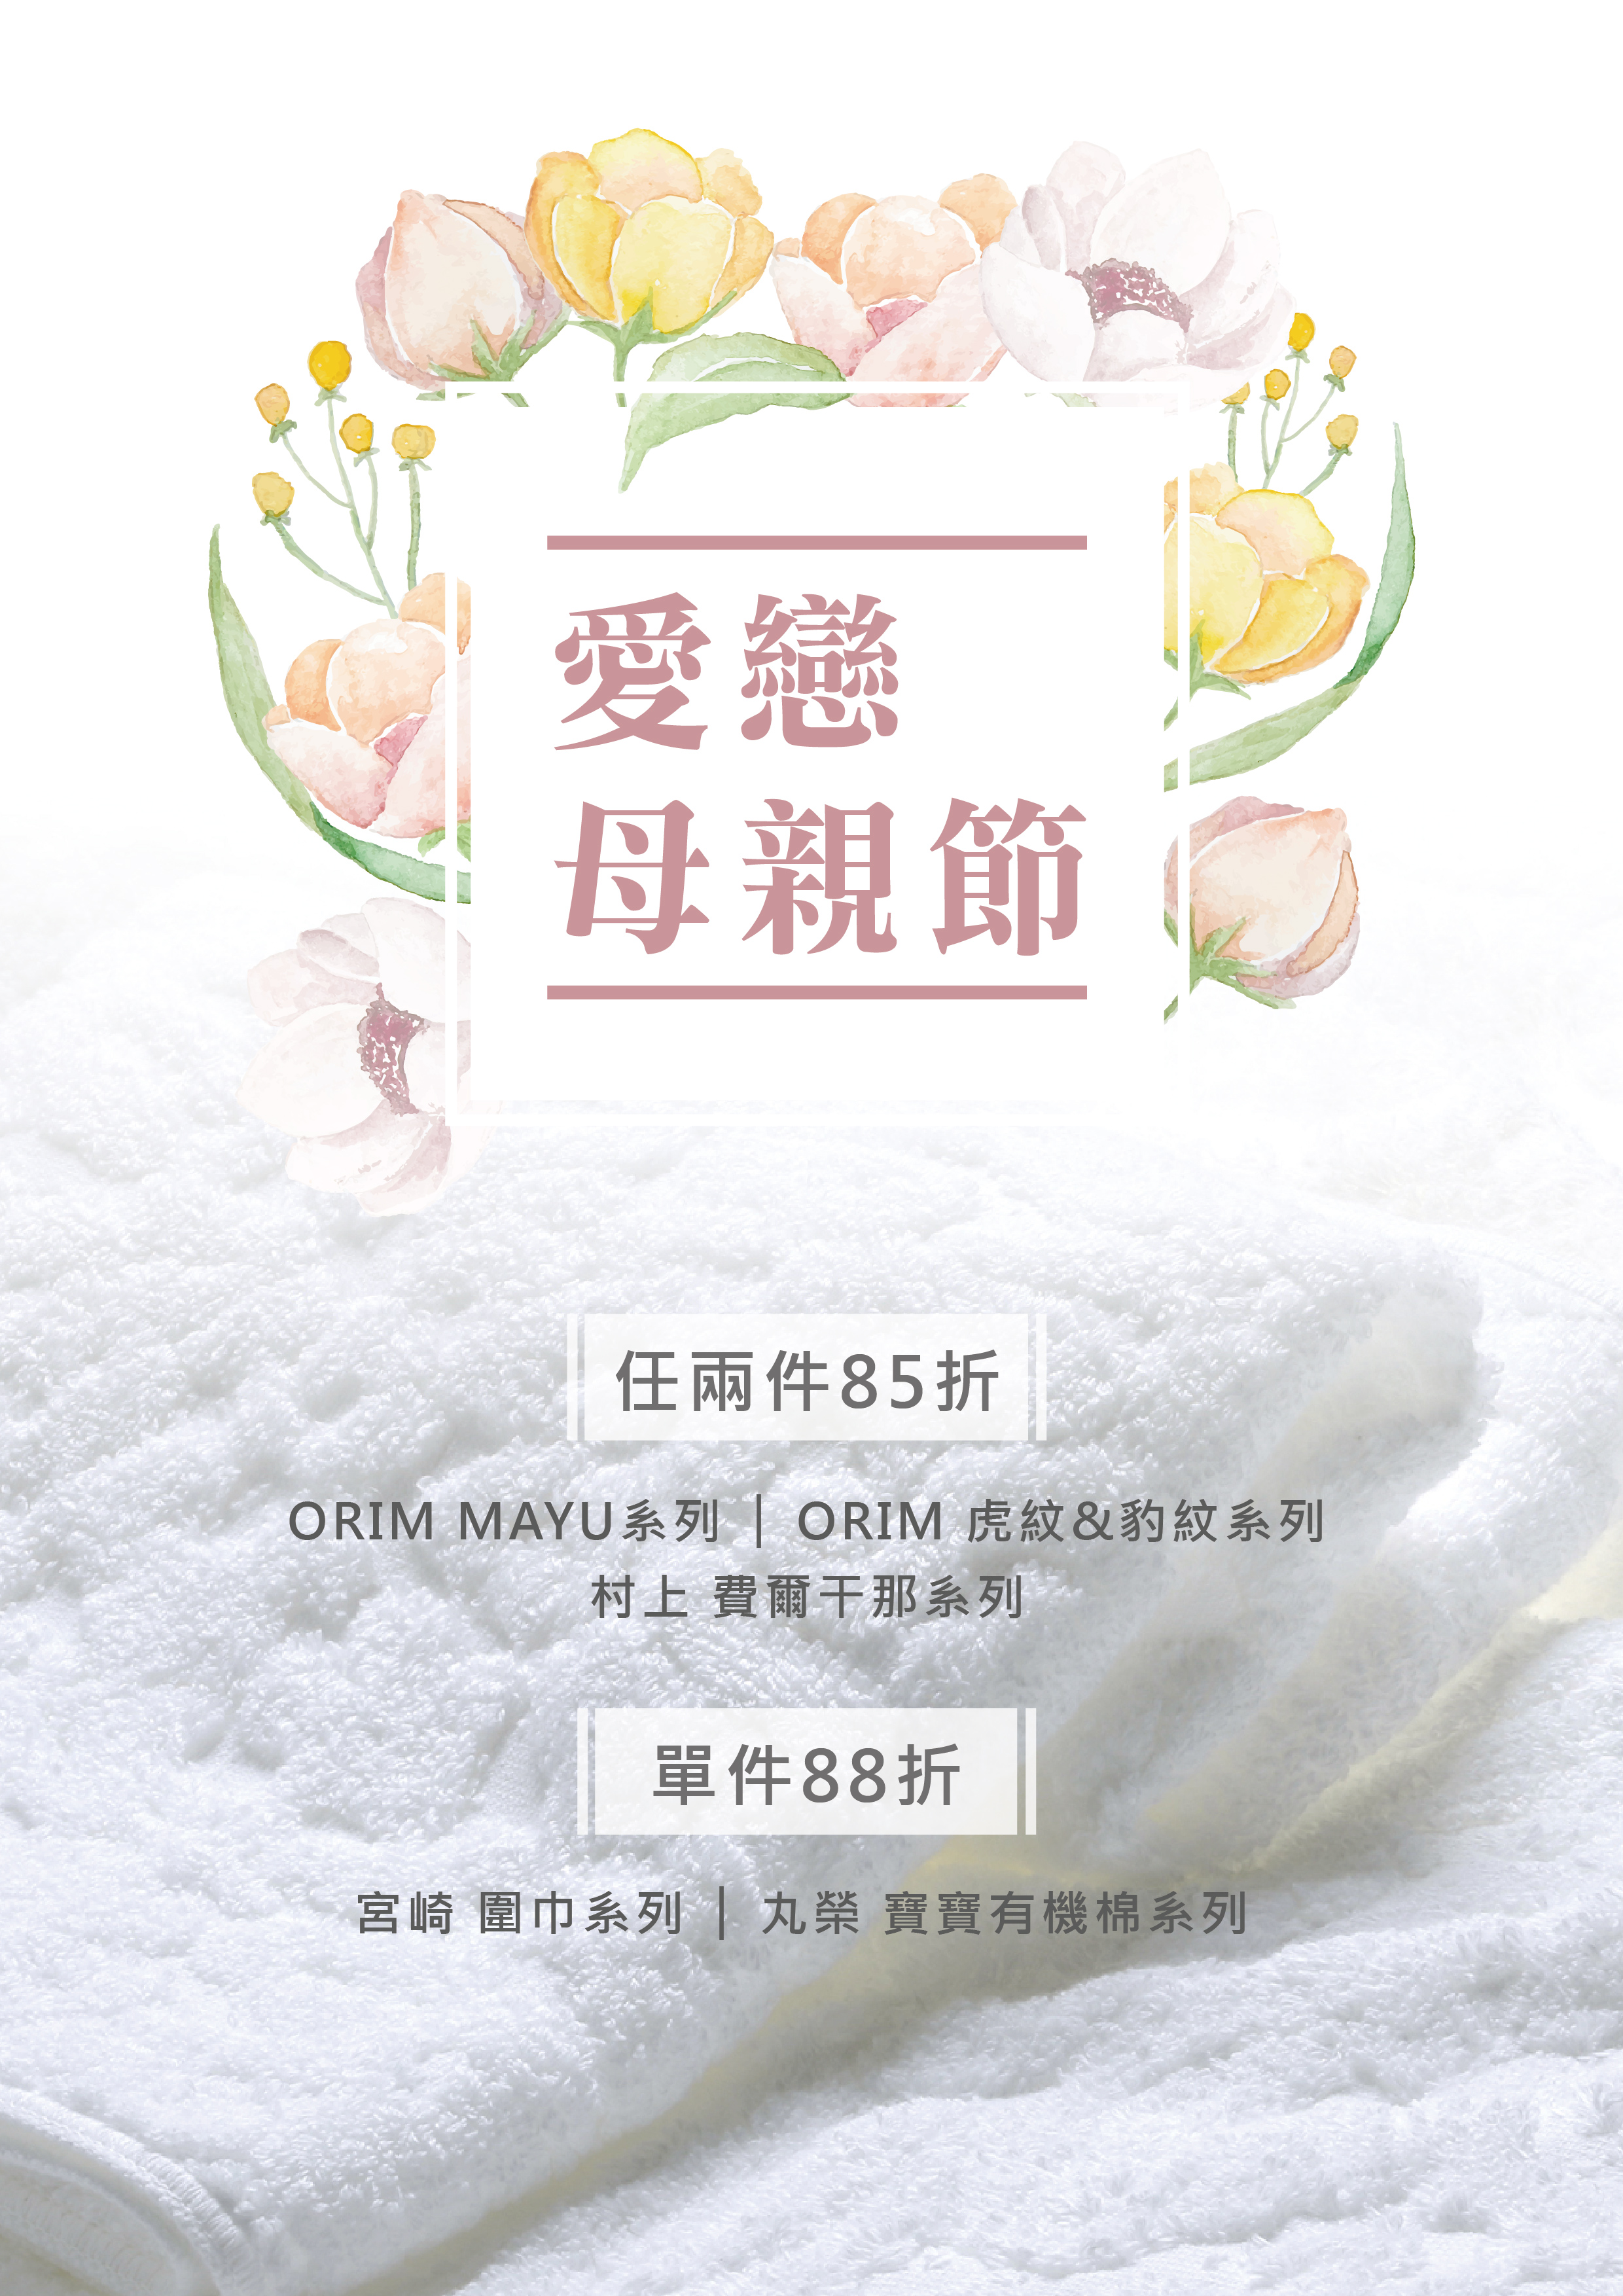 愛戀
母親節
任兩件85折
ORIM MAYU系列｜ORIM 虎紋&豹紋系列
村上 費爾干那系列
單件88折
宮崎 圍巾系列｜丸榮 寶寶有機棉系列